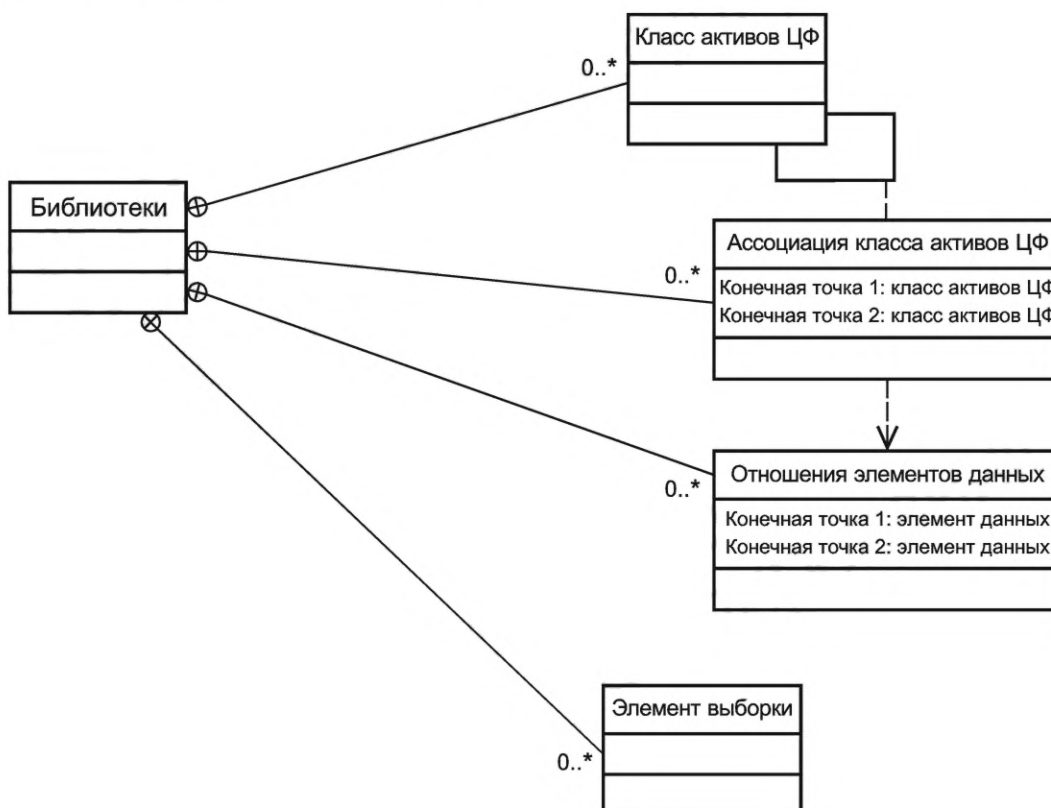 Класс активов ЦФ
0..*
Библиотеки
Ассоциация класса активов ЦФ
0..*
Конечная точка 1: класс активов ЦФ
Конечная точка 2: класс активов ЦФ
Отношения элементов данных
0..*
Конечная точка 1: элемент данных
Конечная точка 2: элемент данных
Элемент выборки
0..*